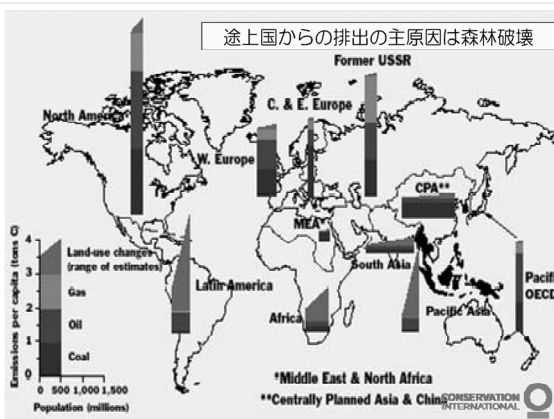 途上国からの排出の主原因は森林破壊
Former USSR
C. & E. Europe
North America
W. Europe
CPA**
MEA*
South Asia
Latin America
Africa
Pacific Asia
Pacific
OECD
Emissions per capita (tons C)
4
3
2
1
0
Land-use changes
(range of estimates)
Gas
Oil
Coal
0 500 1,000 1,500
Population (millions)
*Middle East & North Africa
**Centrally Planned Asia & China
CONSERVATION
INTERNATIONAL